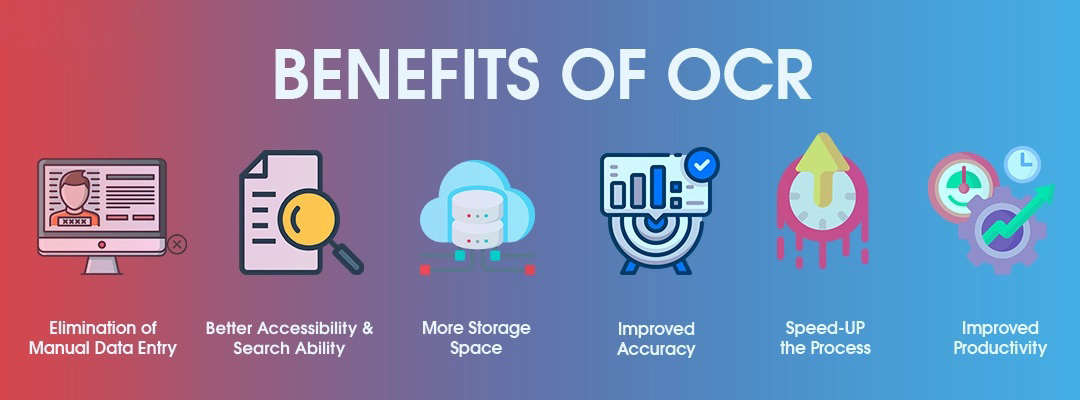 BENEFITS OF OCR
XXXX
Elimination of
Manual Data Entry
Better Accessibility &
Search Ability
More Storage
Space
Improved
Accuracy
Speed-UP
the Process
Improved
Productivity